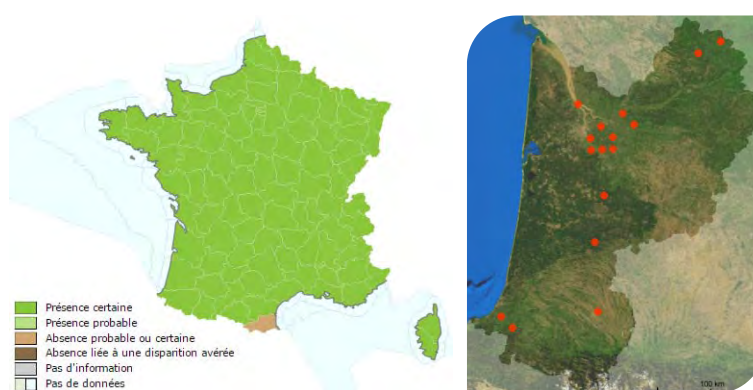 Présence certaine
Présence probable
Absence probable ou certaine
Absence liée à une disparition avérée
Pas d'information
Pas de données
100 km